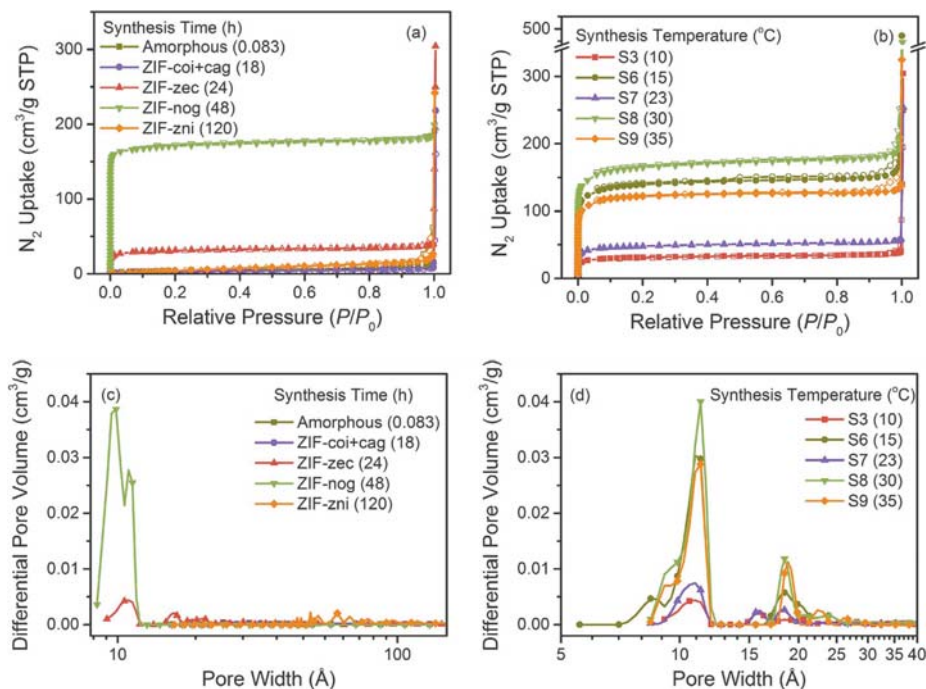 Synthesis Time (h)
(a)
Amorphous (0.083)
ZIF-coi+cag (18)
ZIF-zec (24)
ZIF-nog (48)
ZIF-zni (120)
300
200
100
0
N₂ Uptake (cm³/g STP)
0.0 0.2 0.4 0.6 0.8 1.0
Relative Pressure (P/P₀)
(b)
Synthesis Temperature (°C)
S3 (10)
S6 (15)
S7 (23)
S8 (30)
S9 (35)
500
300
200
150
100
50
0
N₂ Uptake (cm³/g STP)
0.0 0.2 0.4 0.6 0.8 1.0
Relative Pressure (P/P₀)
(c)
Synthesis Time (h)
Amorphous (0.083)
ZIF-coi+cag (18)
ZIF-zec (24)
ZIF-nog (48)
ZIF-zni (120)
0.04
0.03
0.02
0.01
0.00
Differential Pore Volume (cm³/g)
10 100
Pore Width (Å)
(d)
Synthesis Temperature (°C)
S3 (10)
S6 (15)
S7 (23)
S8 (30)
S9 (35)
0.04
0.03
0.02
0.01
0.00
Differential Pore Volume (cm³/g)
5 10 15 20 25 30 35 40
Pore Width (Å)